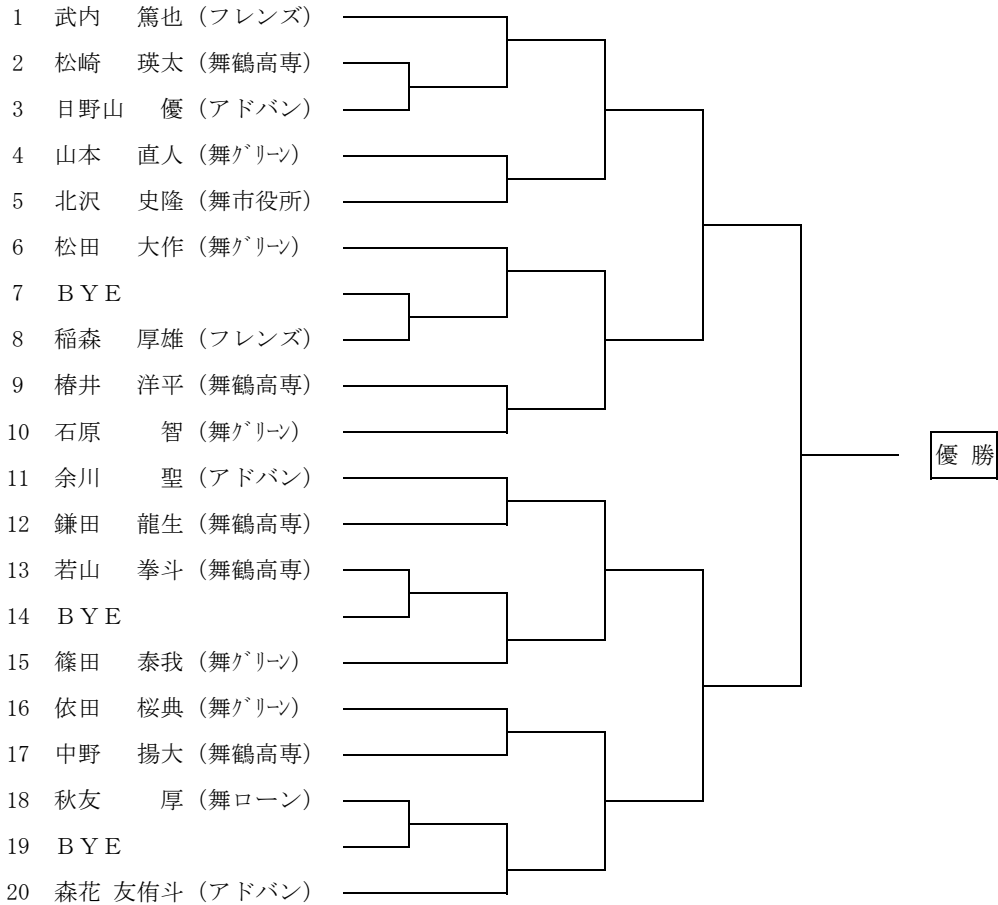 1 武内 篤也（フレンズ）
2 松崎 瑛太（舞鶴高専）
3 日野山 優（アドバン）
4 山本 直人（舞ｸﾞﾘｰﾝ）
5 北沢 史隆（舞市役所）
6 松田 大作（舞ｸﾞﾘｰﾝ）
7 ＢＹＥ
8 稲森 厚雄（フレンズ）
9 椿井 洋平（舞鶴高専）
10 石原 智（舞ｸﾞﾘｰﾝ）
優 勝
11 余川 聖（アドバン）
12 鎌田 龍生（舞鶴高専）
13 若山 拳斗（舞鶴高専）
14 ＢＹＥ
15 篠田 泰我（舞ｸﾞﾘｰﾝ）
16 依田 桜典（舞ｸﾞﾘｰﾝ）
17 中野 揚大（舞鶴高専）
18 秋友 厚（舞ローン）
19 ＢＹＥ
20 森花 友侑斗（アドバン）